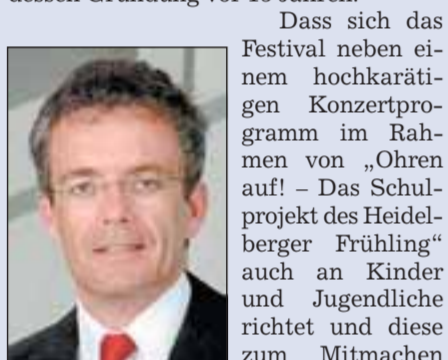 dessen Gründung vor 15 Jahren.
Dass sich das
Festival neben ei-
nem hochkaräti-
gen Konzertpro-
gramm im Rah-
men von „Ohren
auf! – Das Schul-
projekt des Heidel-
berger Frühling“
auch an Kinder
und Jugendliche
richtet und diese
zum Mitmachen